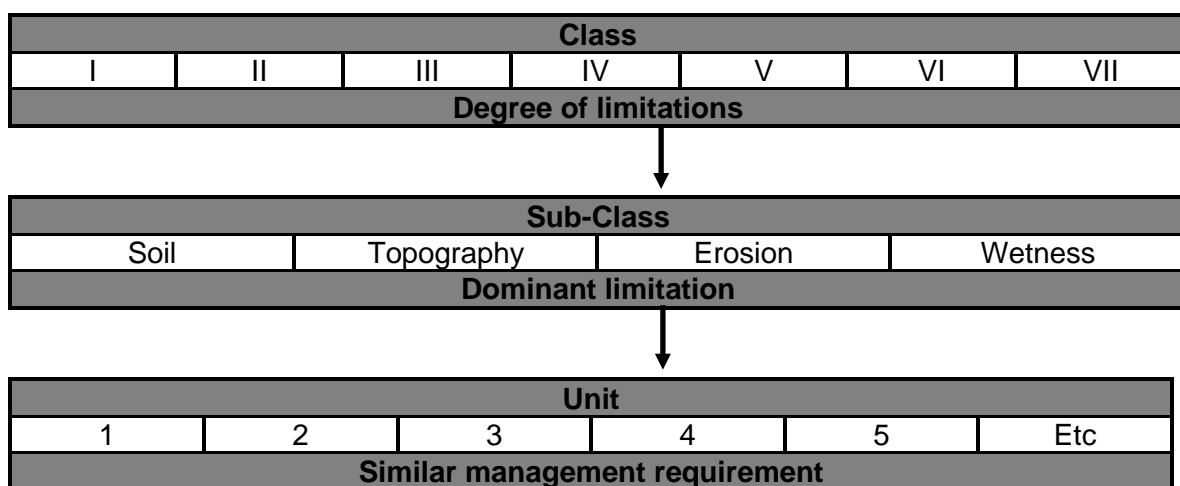 Class
I II III IV V VI VII
Degree of limitations
Sub-Class
Soil Topography Erosion Wetness
Dominant limitation
Unit
1 2 3 4 5 Etc
Similar management requirement